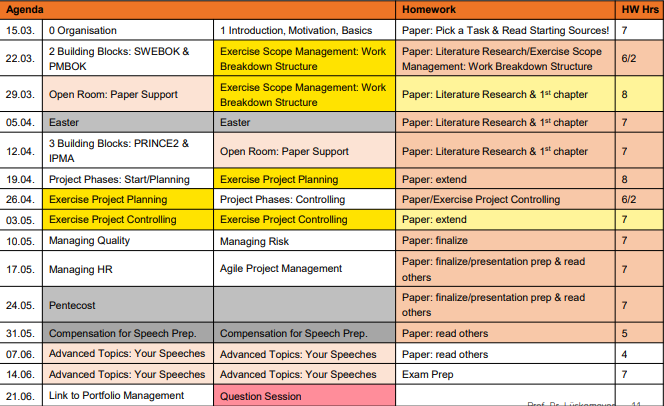 Agenda Homework HW Hrs
15.03. 0 Organisation 1 Introduction, Motivation, Basics Paper: Pick a Task & Read Starting Sources! 7
22.03. 2 Building Blocks: SWEBOK & PMBOK Exercise Scope Management: Work Breakdown Structure Paper: Literature Research/Exercise Scope Management: Work Breakdown Structure 6/2
29.03. Open Room: Paper Support Exercise Scope Management: Work Breakdown Structure Paper: Literature Research & 1st chapter 8
05.04. Easter Easter Paper: Literature Research & 1st chapter 7
12.04. 3 Building Blocks: PRINCE2 & IPMA Open Room: Paper Support Paper: Literature Research & 1st chapter 7
19.04. Project Phases: Start/Planning Exercise Project Planning Paper: extend 8
26.04. Exercise Project Planning Project Phases: Controlling Paper/Exercise Project Controlling 6/2
03.05. Exercise Project Controlling Exercise Project Controlling Paper: extend 7
10.05. Managing Quality Managing Risk Paper: finalize 7
17.05. Managing HR Agile Project Management Paper: finalize/presentation prep & read others 7
24.05. Pentecost Paper: finalize/presentation prep & read others 7
31.05. Compensation for Speech Prep. Compensation for Speech Prep. Paper: read others 5
07.06. Advanced Topics: Your Speeches Advanced Topics: Your Speeches Paper: read others 4
14.06. Advanced Topics: Your Speeches Advanced Topics: Your Speeches Exam Prep 7
21.06. Link to Portfolio Management Question Session
Prof. Dr.